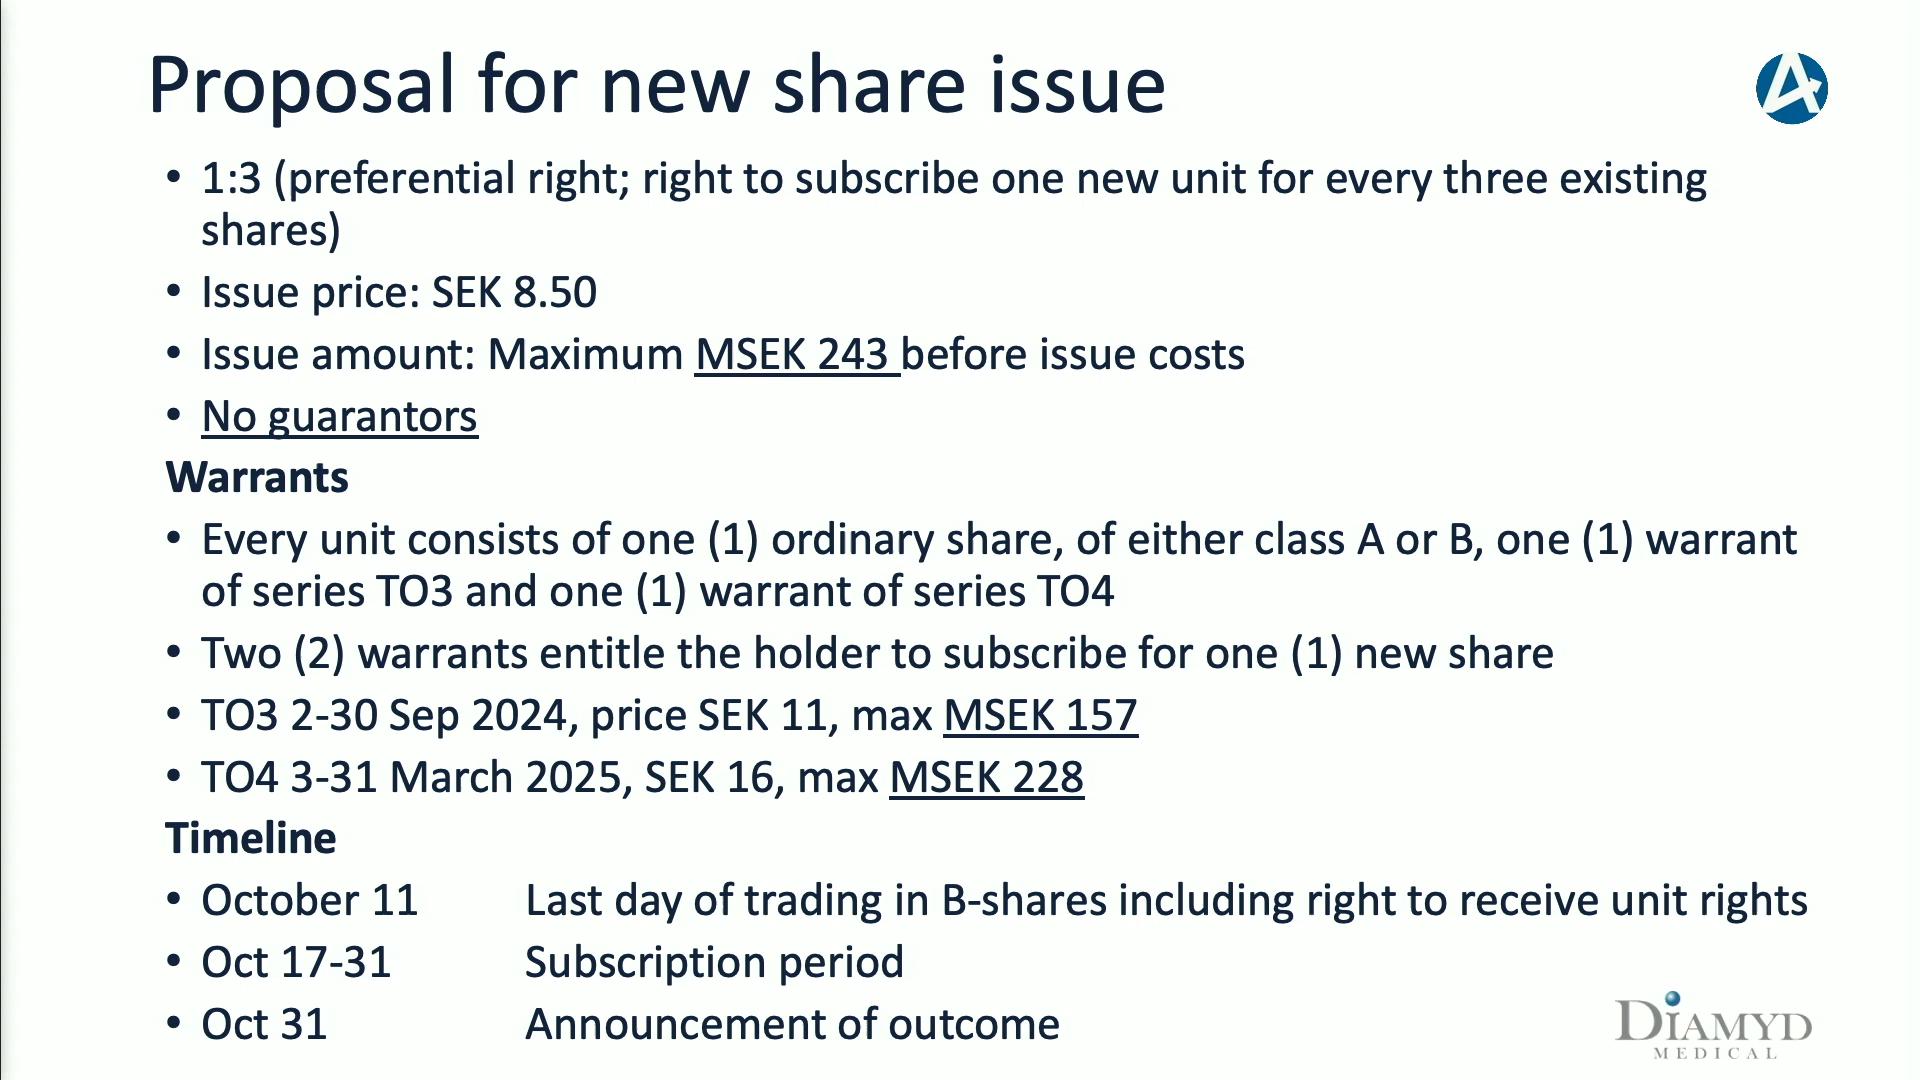 Proposal for new share issue
• 1:3 (preferential right; right to subscribe one new unit for every three existing
shares)
• Issue price: SEK 8.50
• Issue amount: Maximum MSEK 243 before issue costs
• No guarantors
Warrants
• Every unit consists of one (1) ordinary share, of either class A or B, one (1) warrant
of series TO3 and one (1) warrant of series TO4
• Two (2) warrants entitle the holder to subscribe for one (1) new share
• TO3 2-30 Sep 2024, price SEK 11, max MSEK 157
• TO4 3-31 March 2025, SEK 16, max MSEK 228
Timeline
• October 11 Last day of trading in B-shares including right to receive unit rights
• Oct 17-31 Subscription period
• Oct 31 Announcement of outcome
DIAMYD
MEDICAL